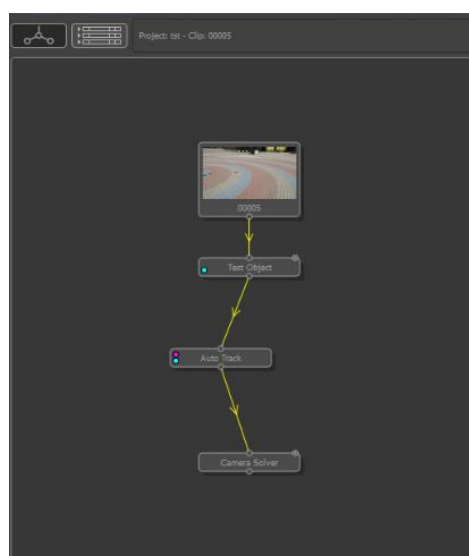 Project: tst - Clip: 00005
00005
Test Object
Auto Track
Camera Solver